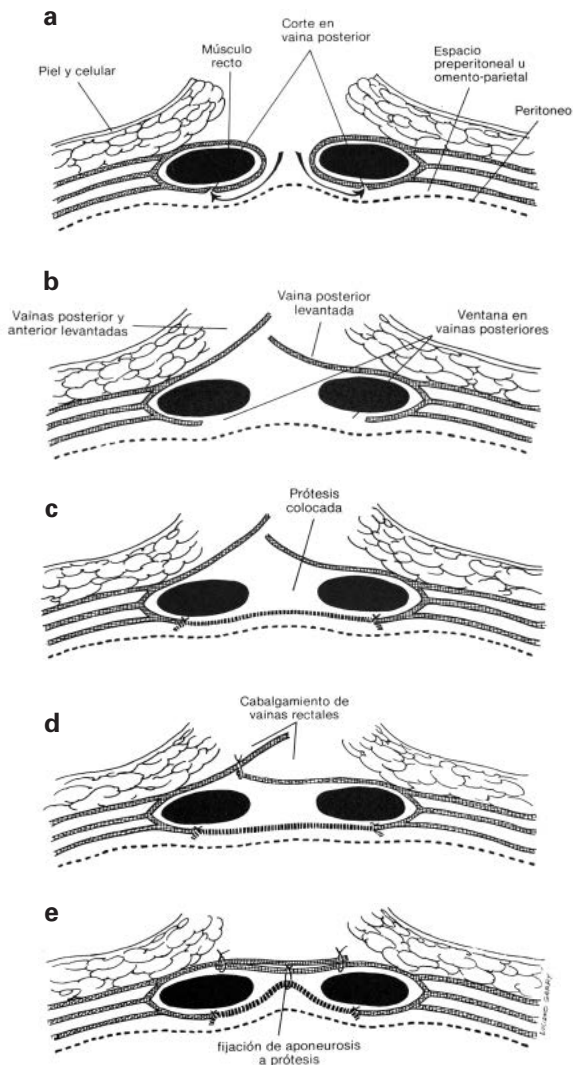 a
Corte en
vaina posterior
Músculo
recto
Piel y celular
Espacio
preperitoneal u
omento-parietal
Peritoneo
b
Vainas posterior y
anterior levantadas
Vaina posterior
levantada
Ventana en
vainas posteriores
c
Prótesis
colocada
d
Cabalgamiento de
vainas rectales
e
fijación de aponeurosis
a prótesis